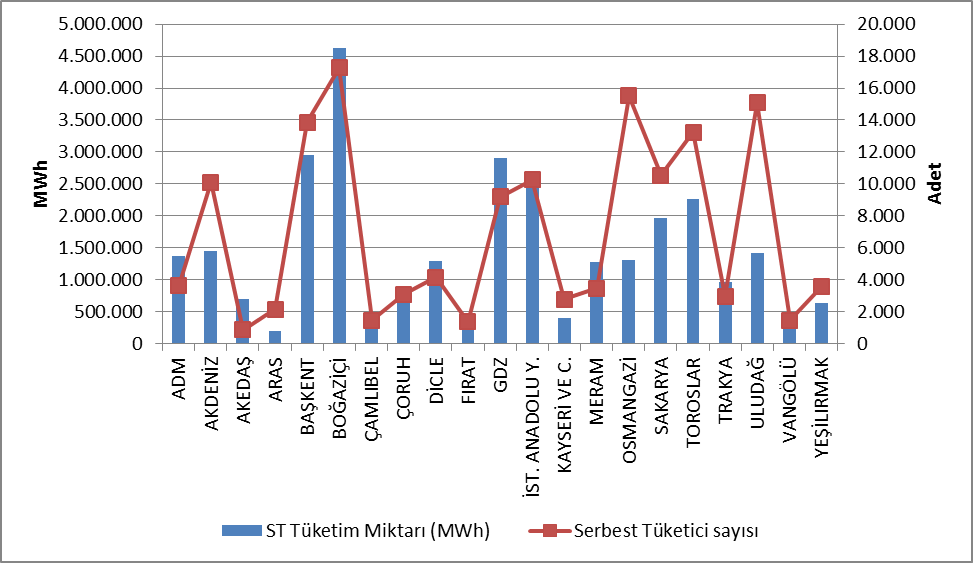 MWh
5.000.000
4.500.000
4.000.000
3.500.000
3.000.000
2.500.000
2.000.000
1.500.000
1.000.000
500.000
0
20.000
18.000
16.000
14.000
12.000
10.000
8.000
6.000
4.000
2.000
0
Adet
ADM
AKDENİZ
AKEDAŞ
ARAS
BAŞKENT
BOĞAZİÇİ
ÇAMLIBEL
ÇORUH
DİCLE
FIRAT
GDZ
İST. ANADOLU Y.
KAYSERİ VE C.
MERAM
OSMANGAZİ
SAKARYA
TOROSLAR
TRAKYA
ULUDAĞ
VANGÖLÜ
YEŞİLIRMAK
ST Tüketim Miktarı (MWh)
Serbest Tüketici sayısı